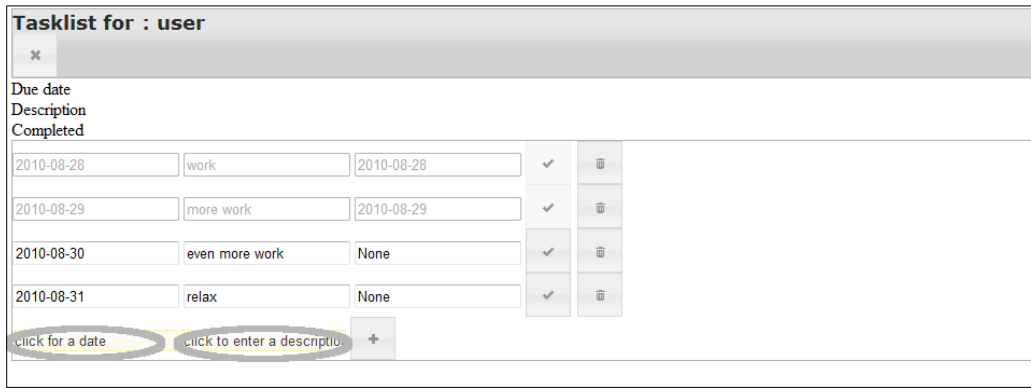 Tasklist for : user
Due date
Description
Completed
2010-08-28 work 2010-08-28
2010-08-29 more work 2010-08-29
2010-08-30 even more work None
2010-08-31 relax None
click for a date click to enter a descriptio